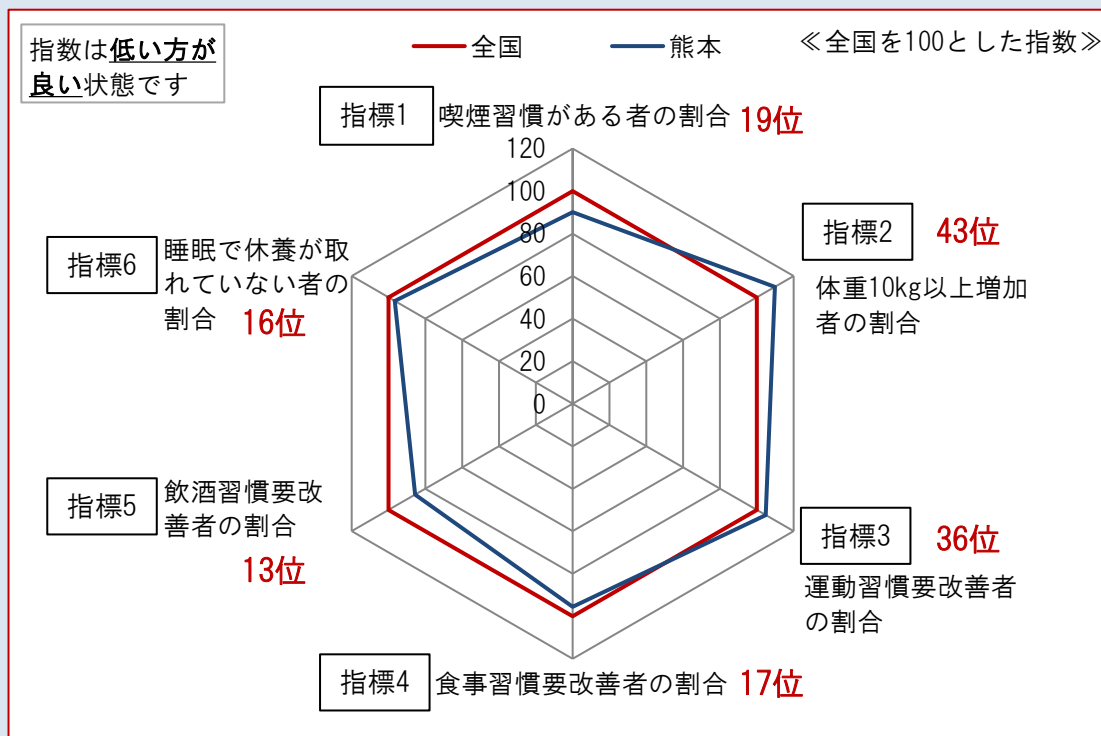 指数は低い方が
良い状態です
全国
熊本
≪全国を100とした指数≫
指標1
喫煙習慣がある者の割合 19位
120
100
80
60
40
20
0
指標2
43位
体重10kg以上増加
者の割合
指標3
36位
運動習慣要改善者
の割合
指標4
食事習慣要改善者の割合 17位
指標5
飲酒習慣要改
善者の割合
13位
指標6
睡眠で休養が取
れていない者の
割合 16位